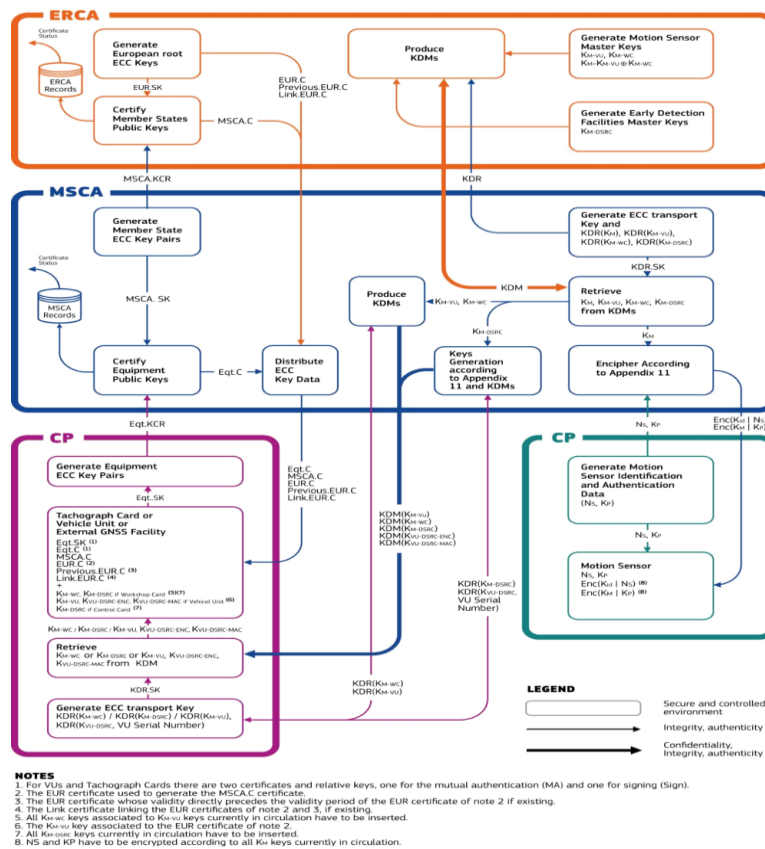 ERCA
Certificate
Status
ERCA
Records
Generate
European root
ECC Keys
EUR.SK
Certify
Member States
Public Keys
MSCA.C
EUR.C
Previous.EUR.C
Link.EUR.C
Produce
KDMs
Generate Motion Sensor
Master Keys
KM-VU, KM-WC
KM=KM-VU ⊕ KM-WC
Generate Early Detection
Facilities Master Keys
KM-DSRC
MSCA.KCR
KDR
MSCA
Generate
Member State
ECC Key Pairs
Certificate
Status
MSCA
Records
MSCA. SK
Certify
Equipment
Public Keys
Eqt.C
Distribute
ECC
Key Data
Produce
KDMs
KM-VU, KM-WC
KDM
KM-DSRC
Keys
Generation
according
to Appendix
11 and KDMs
Generate ECC transport
Key and
KDR(KM), KDR(KM-VU),
KDR(KM-WC), KDR(KM-DSRC)
KDR.SK
Retrieve
KM, KM-VU, KM-WC, KM-DSRC
from KDMs
KM
Encipher According
to Appendix 11
Eqt.KCR
NS, KP
Enc(KM | NS)
Enc(KM | KP)
CP
Generate Equipment
ECC Key Pairs
Eqt.SK
Tachograph Card or
Vehicle Unit or
External GNSS Facility
Eqt.SK (1)
Eqt.C (1)
MSCA.C
EUR.C (2)
Previous.EUR.C (3)
Link.EUR.C (4)
+
KM-WC, KM-DSRC if Workshop Card (5)(7)
KM-VU, KVU-DSRC-ENC, KVU-DSRC-MAC if Vehicel Unit (6)
KM-DSRC if Control Card (7)
KM-WC / KM-DSRC / KM-VU, KVU-DSRC-ENC, KVU-DSRC-MAC
Retrieve
KM-WC or KM-DSRC or KM-VU, KVU-DSRC-ENC,
KVU-DSRC-MAC from KDM
KDR.SK
Generate ECC transport Key
KDR(KM-WC) / KDR(KM-DSRC) / KDR(KM-VU),
KDR(KVU-DSRC, VU Serial Number)
Eqt.C
MSCA.C
EUR.C
Previous.EUR.C
Link.EUR.C
KDM(KM-VU)
KDM(KM-WC)
KDM(KM-DSRC)
KDM(KVU-DSRC-ENC)
KDM(KVU-DSRC-MAC)
KDR(KM-DSRC)
KDR(KVU-DSRC,
VU Serial
Number)
KDR(KM-WC)
KDR(KM-VU)
CP
Generate Motion
Sensor Identification
and Authentication
Data
(NS, KP)
NS, KP
Motion Sensor
NS, KP
Enc(KID | NS) (8)
Enc(KM | KP) (8)
LEGEND
Secure and controlled
environment
Integrity, authenticity
Confidentiality,
Integrity, authenticity
NOTES
1. For VUs and Tachograph Cards there are two certificates and relative keys, one for the mutual authentication (MA) and one for signing (Sign).
2. The EUR certificate used to generate the MSCA.C certificate.
3. The EUR certificate whose validity directly precedes the validity period of the EUR certificate of note 2 if existing.
4. The Link certificate linking the EUR certificates of note 2 and 3, if existing.
5. All KM-WC keys associated to KM-VU keys currently in circulation have to be inserted.
6. The KM-VU key associated to the EUR certificate of note 2.
7. All KM-DSRC keys currently in circulation have to be inserted.
8. NS and KP have to be encrypted according to all KM keys currently in circulation.